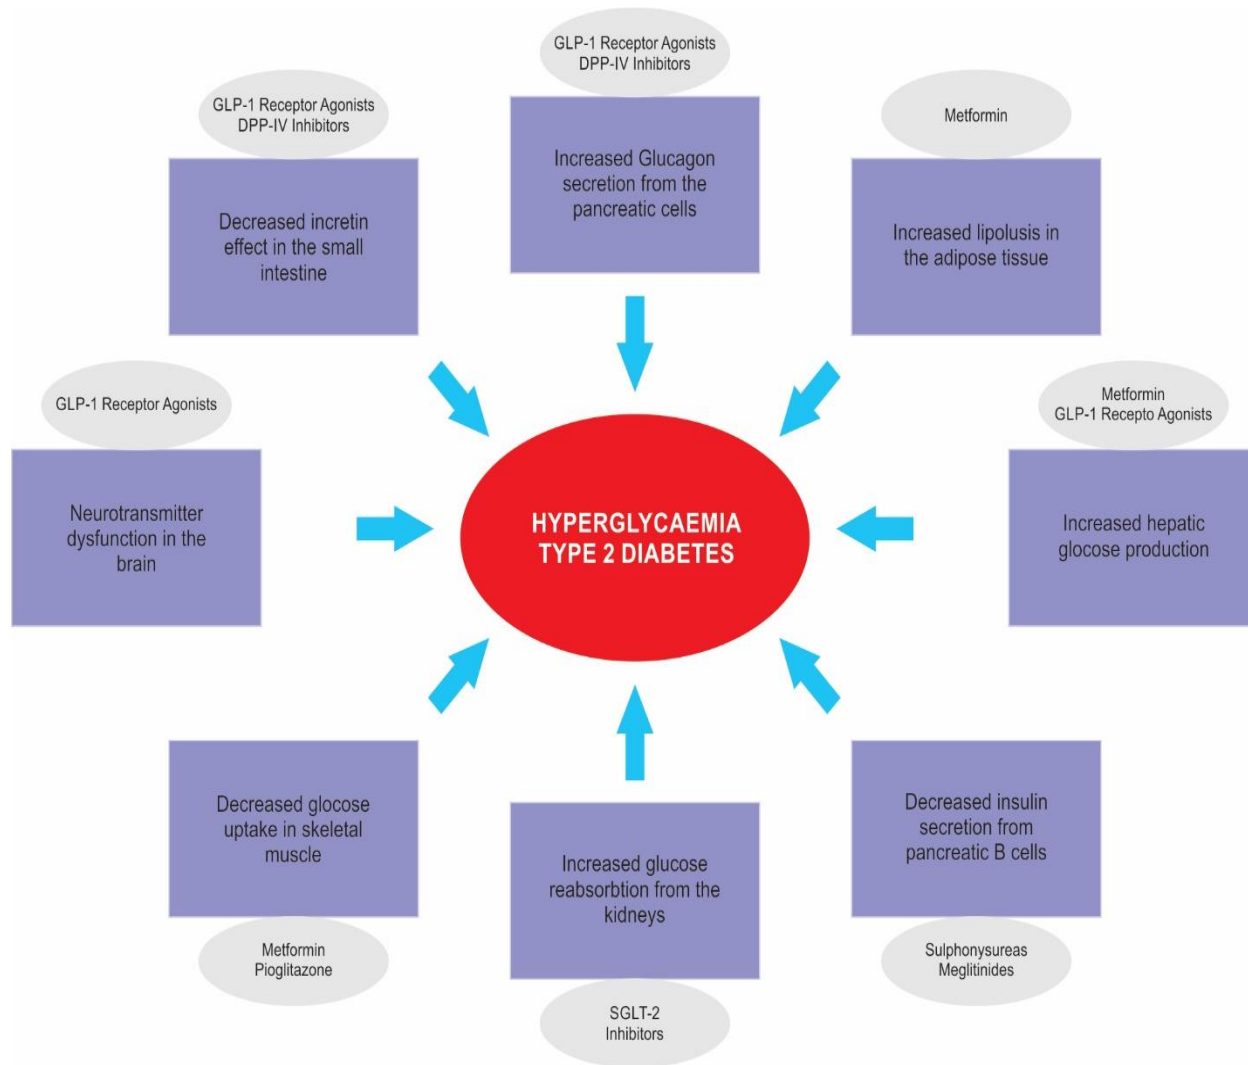 GLP-1 Receptor Agonists
DPP-IV Inhibitors
Increased Glucagon
secretion from the
pancreatic cells
GLP-1 Receptor Agonists
DPP-IV Inhibitors
Decreased incretin
effect in the small
intestine
Metformin
Increased lipolusis in
the adipose tissue
GLP-1 Receptor Agonists
Neurotransmitter
dysfunction in the
brain
HYPERGLYCAEMIA
TYPE 2 DIABETES
Metformin
GLP-1 Recepto Agonists
Increased hepatic
glocose production
Decreased glocose
uptake in skeletal
muscle
Metformin
Pioglitazone
Increased glucose
reabsorbtion from the
kidneys
SGLT-2
Inhibitors
Decreased insulin
secretion from
pancreatic B cells
Sulphonysureas
Meglitinides